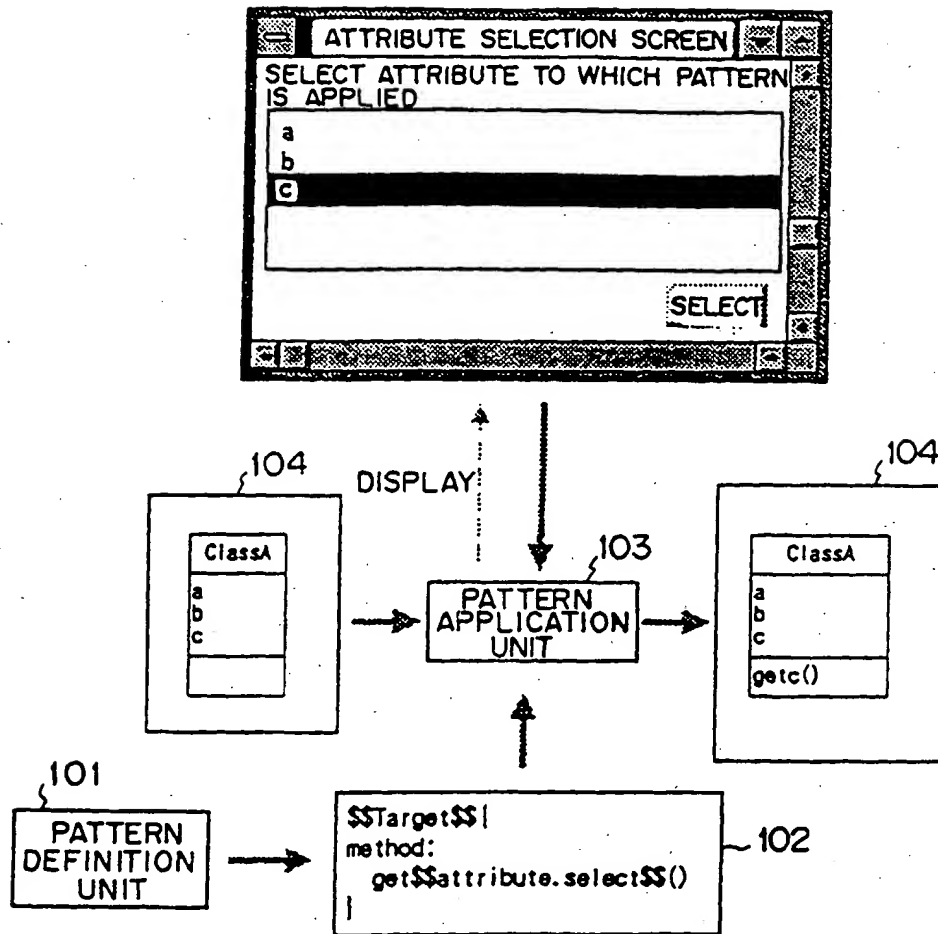 ATTRIBUTE SELECTION SCREEN
SELECT ATTRIBUTE TO WHICH PATTERN
IS APPLIED
a
b
c
SELECT
DISPLAY
104
ClassA
a
b
c
103
PATTERN
APPLICATION
UNIT
104
ClassA
a
b
c
getc()
101
PATTERN
DEFINITION
UNIT
$$Target$${
method:
get$$attribute.select$$()
}
102